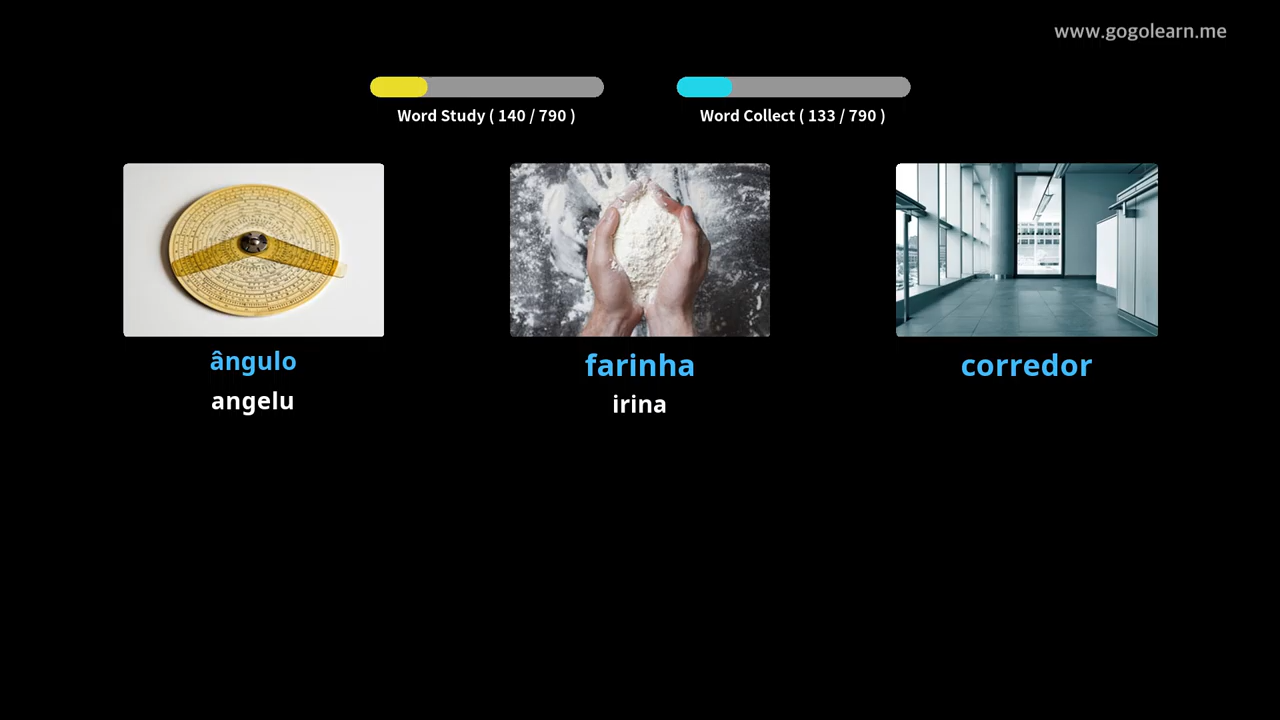 www.gogolearn.me
Word Study ( 140 / 790 )
Word Collect ( 133 / 790 )
ângulo
angelu
farinha
irina
corredor